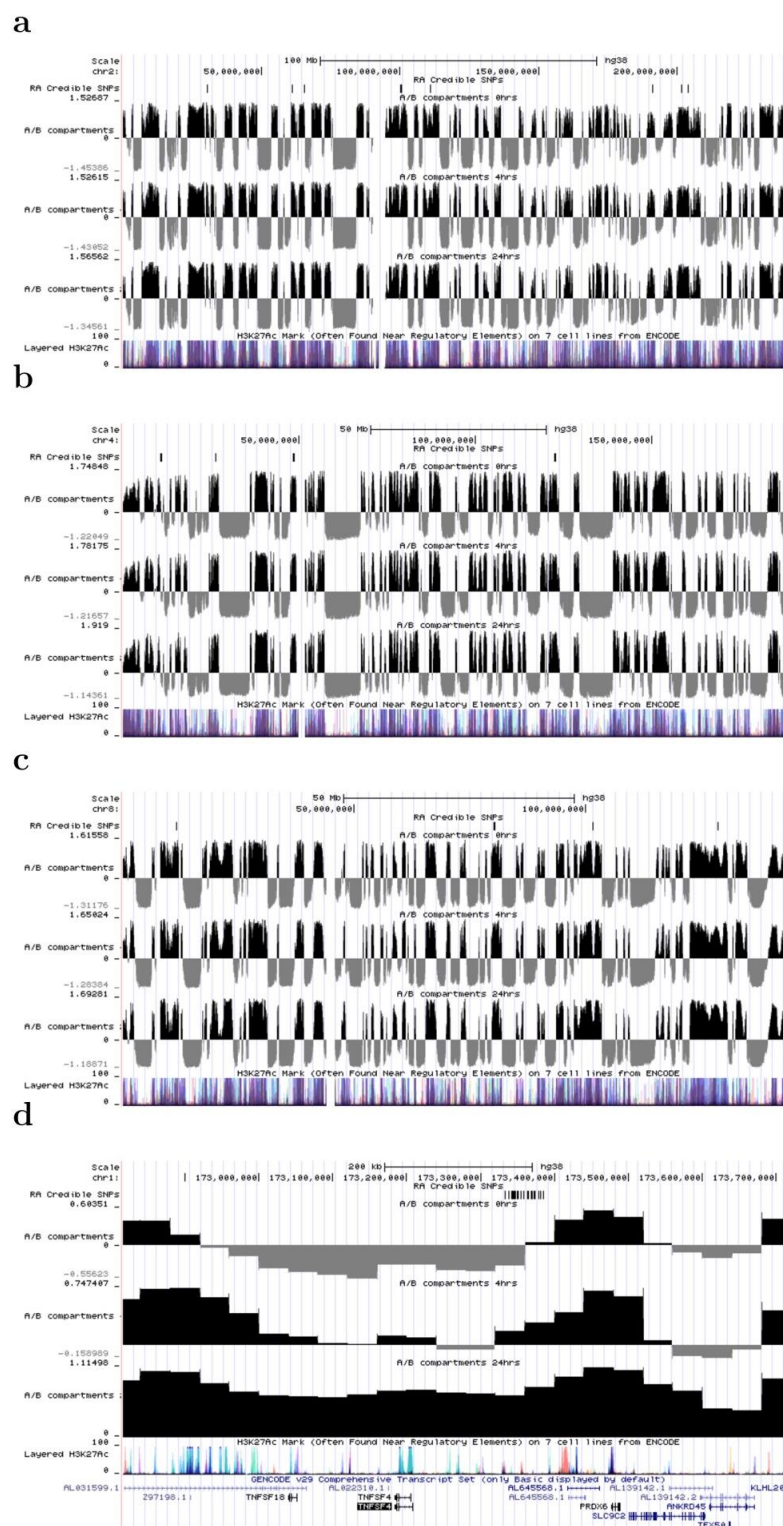 a
Scale 100 Mb hg38
chr2: 50,000,000 100,000,000 150,000,000 200,000,000
RA Credible SNPs
RA Credible SNPs
1.52687 A/B compartments 0hrs
A/B compartments
0
-1.45386
1.52615 A/B compartments 4hrs
A/B compartments
0
-1.43052
1.56562 A/B compartments 24hrs
A/B compartments
0
-1.34561
H3K27Ac Mark (Often Found Near Regulatory Elements) on 7 cell lines from ENCODE
100
Layered H3K27Ac
0
b
Scale 50 Mb hg38
chr4: 50,000,000 100,000,000 150,000,000
RA Credible SNPs
RA Credible SNPs
1.74848 A/B compartments 0hrs
A/B compartments
0
-1.22049
1.78175 A/B compartments 4hrs
A/B compartments
0
-1.21657
1.919 A/B compartments 24hrs
A/B compartments
0
-1.14361
H3K27Ac Mark (Often Found Near Regulatory Elements) on 7 cell lines from ENCODE
100
Layered H3K27Ac
0
c
Scale 50 Mb hg38
chr8: 50,000,000 100,000,000
RA Credible SNPs
RA Credible SNPs
1.61558 A/B compartments 0hrs
A/B compartments
0
-1.31176
1.65024 A/B compartments 4hrs
A/B compartments
0
-1.28384
1.69281 A/B compartments 24hrs
A/B compartments
0
-1.18871
H3K27Ac Mark (Often Found Near Regulatory Elements) on 7 cell lines from ENCODE
100
Layered H3K27Ac
0
d
Scale 200 kb hg38
chr1: 173,000,000 173,100,000 173,200,000 173,300,000 173,400,000 173,500,000 173,600,000 173,700,000
RA Credible SNPs
RA Credible SNPs
0.60351 A/B compartments 0hrs
A/B compartments
0
-0.55623
0.747407 A/B compartments 4hrs
A/B compartments
-0.158989
1.11498 A/B compartments 24hrs
A/B compartments
0
H3K27Ac Mark (Often Found Near Regulatory Elements) on 7 cell lines from ENCODE
100
Layered H3K27Ac
0
GENCODE v29 Comprehensive Transcript Set (only Basic displayed by default)
AL031599.1 AL022310.1 AL645568.1 AL139142.1 KLHL20
Z97198.1 TNFSF18 TNFSF4 AL645568.1 AL139142.2
TNFSF4 PRDX6 ANKRD45
SLC9C2
TEX50